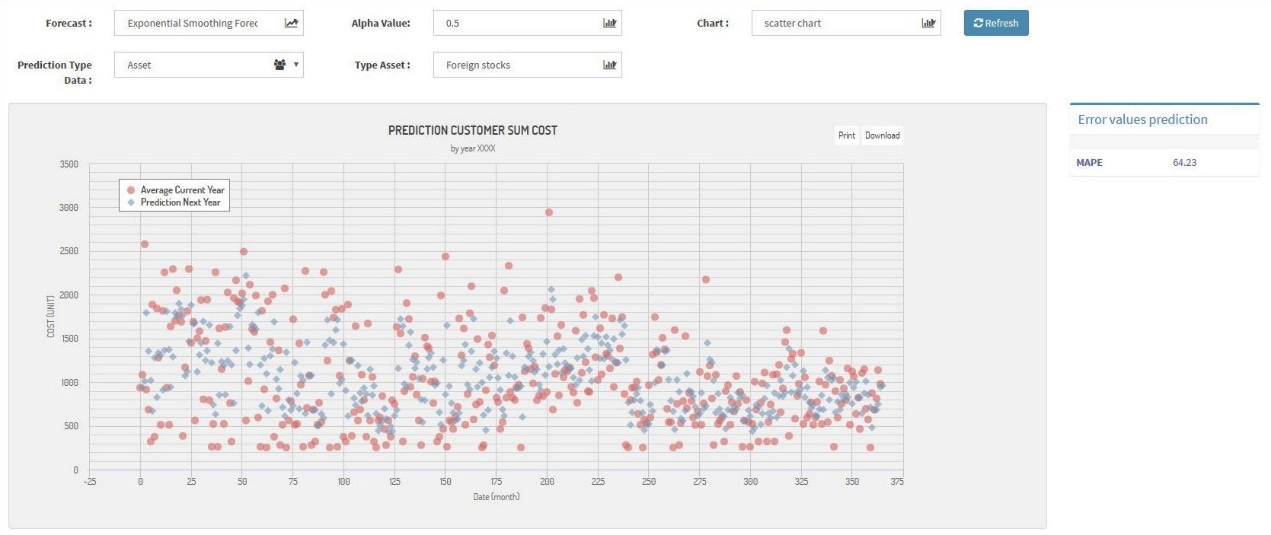 Forecast : Exponential Smoothing Forec Alpha Value: 0.5 Chart : scatter chart Refresh
Prediction Type Data : Asset Type Asset : Foreign stocks
PREDICTION CUSTOMER SUM COST
by year XXXX
Print Download
Error values prediction
MAPE 64.23
Average Current Year
Prediction Next Year
COST (UNIT)
3500
3000
2500
2000
1500
1000
500
0
-25 0 25 50 75 100 125 150 175 200 225 250 275 300 325 350 375
Date (month)